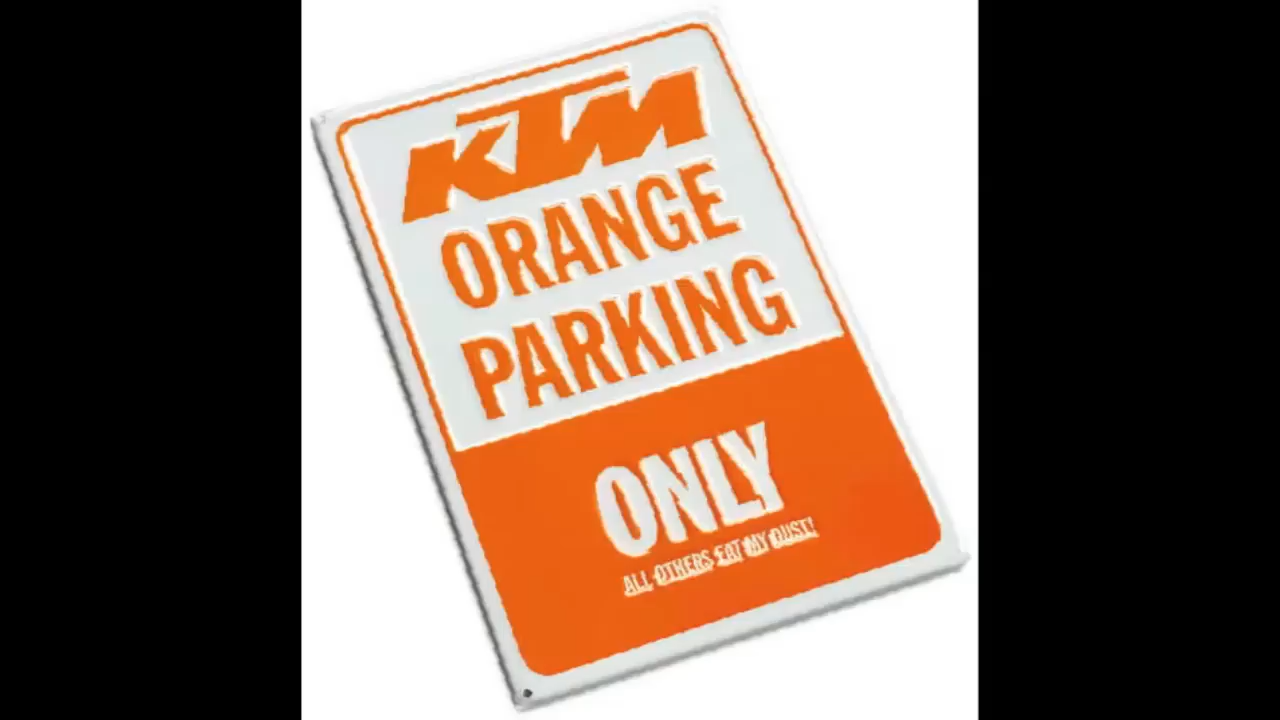 KTM
ORANGE
PARKING
ONLY
ALL OTHERS EAT MY DUST!